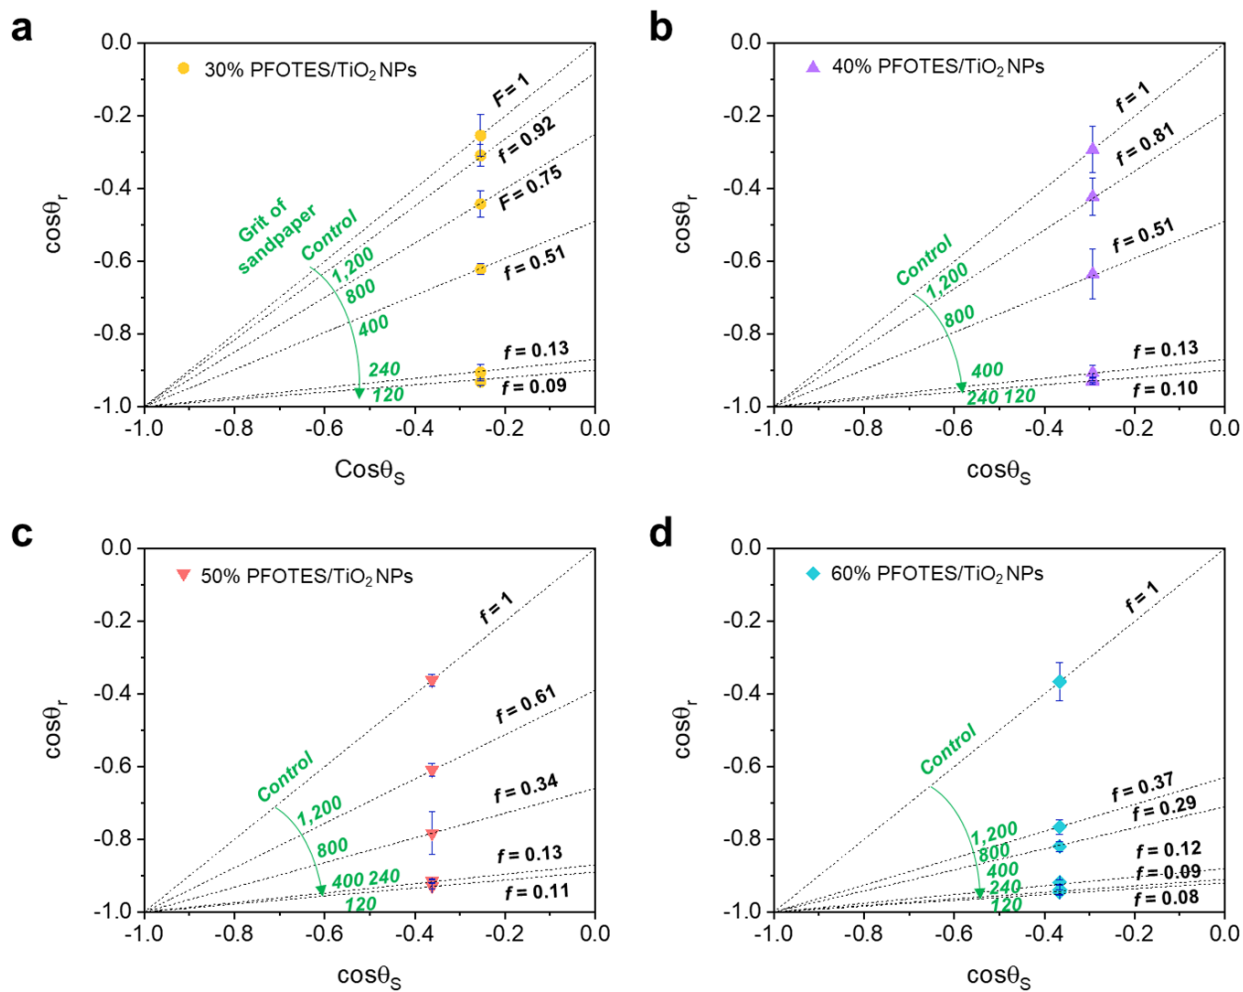 a
0.0
-0.2
-0.4
-0.6
-0.8
-1.0
cosθr
30% PFOTES/TiO2 NPs
F = 1
f = 0.92
F = 0.75
f = 0.51
f = 0.13
f = 0.09
Grit of
sandpaper
Control
1,200
800
400
240
120
-1.0 -0.8 -0.6 -0.4 -0.2 0.0
CosθS
b
0.0
-0.2
-0.4
-0.6
-0.8
-1.0
cosθr
40% PFOTES/TiO2 NPs
f = 1
f = 0.81
f = 0.51
f = 0.13
f = 0.10
Control
1,200
800
400
240 120
-1.0 -0.8 -0.6 -0.4 -0.2 0.0
cosθS
c
0.0
-0.2
-0.4
-0.6
-0.8
-1.0
cosθr
50% PFOTES/TiO2 NPs
f = 1
f = 0.61
f = 0.34
f = 0.13
f = 0.11
Control
1,200
800
400 240
120
-1.0 -0.8 -0.6 -0.4 -0.2 0.0
cosθS
d
0.0
-0.2
-0.4
-0.6
-0.8
-1.0
cosθr
60% PFOTES/TiO2 NPs
f = 1
f = 0.37
f = 0.29
f = 0.12
f = 0.09
f = 0.08
Control
1,200
800
400
240
120
-1.0 -0.8 -0.6 -0.4 -0.2 0.0
cosθS